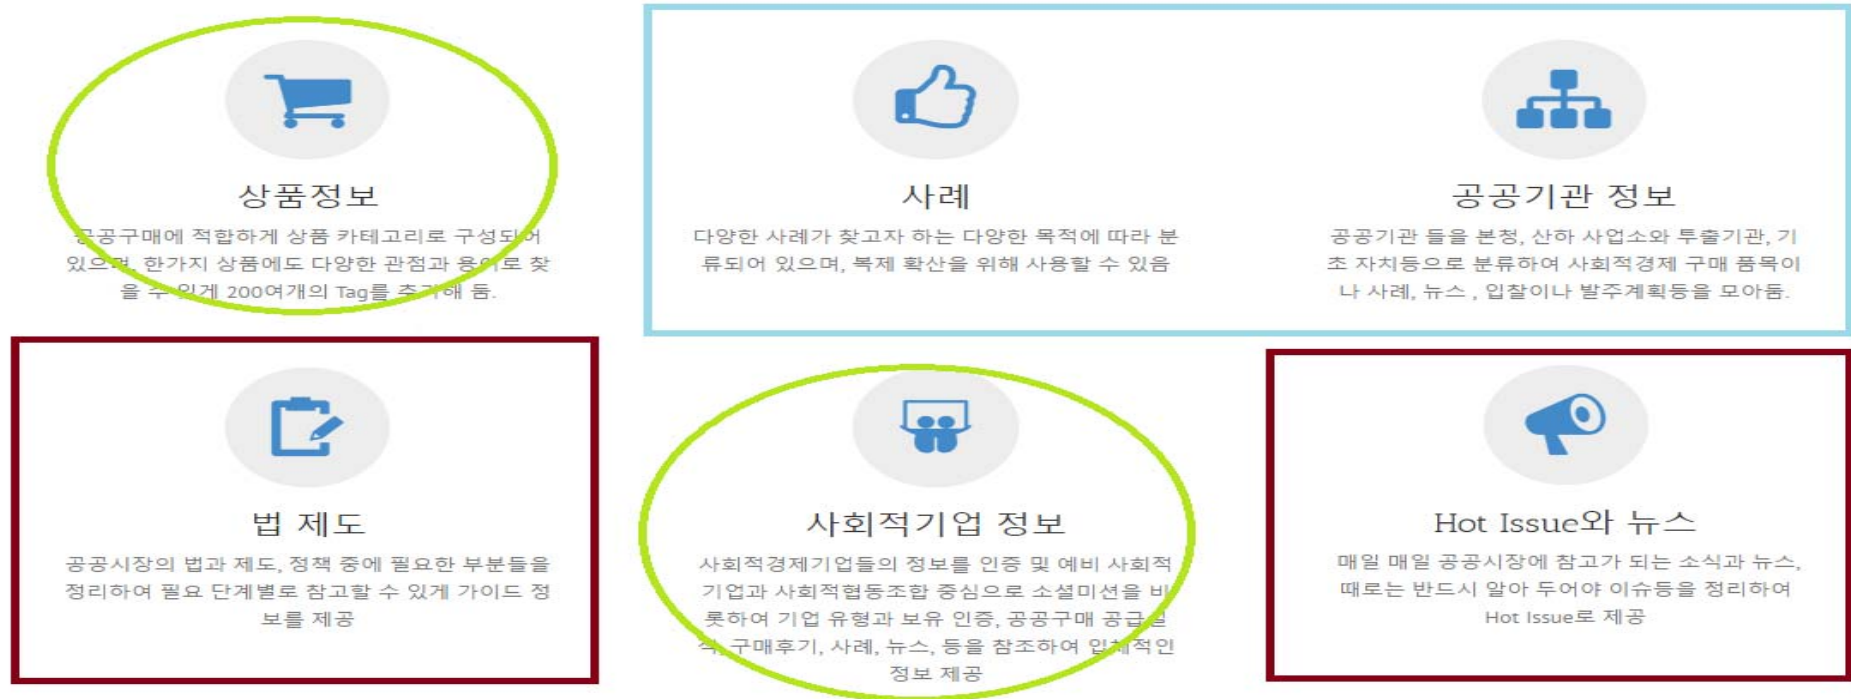 상품정보
공공구매에 적합하게 상품 카테고리로 구성되어
있으며, 한가지 상품에도 다양한 관점과 용어로 찾
을 수 있게 200여개의 Tag를 추가해 둠.
사례
다양한 사례가 찾고자 하는 다양한 목적에 따라 분
류되어 있으며, 복제 확산을 위해 사용할 수 있음
공공기관 정보
공공기관 들을 본청, 산하 사업소와 투출기관, 기
초 자치등으로 분류하여 사회적경제 구매 품목이
나 사례, 뉴스 , 입찰이나 발주계획등을 모아둠.
법 제도
공공시장의 법과 제도, 정책 중에 필요한 부분들을
정리하여 필요 단계별로 참고할 수 있게 가이드 정
보를 제공
사회적기업 정보
사회적경제기업들의 정보를 인증 및 예비 사회적
기업과 사회적협동조합 중심으로 소셜미션을 비
롯하여 기업 유형과 보유 인증, 공공구매 공급실
적, 구매후기, 사례, 뉴스, 등을 참조하여 입체적인
정보 제공
Hot Issue와 뉴스
매일 매일 공공시장에 참고가 되는 소식과 뉴스,
때로는 반드시 알아 두어야 이슈등을 정리하여
Hot Issue로 제공